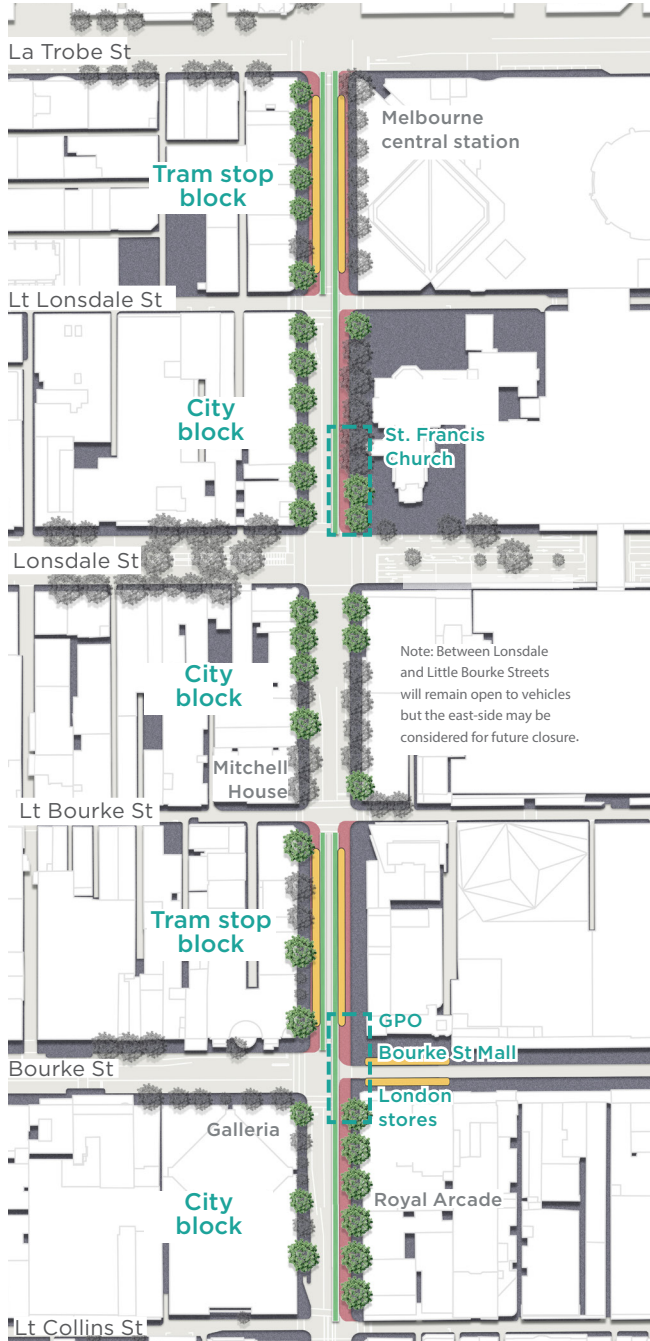 La Trobe St
Melbourne
central station
Tram stop
block
Lt Lonsdale St
City
block
St. Francis
Church
Lonsdale St
Note: Between Lonsdale
and Little Bourke Streets
will remain open to vehicles
but the east-side may be
considered for future closure.
City
block
Mitchell
House
Lt Bourke St
Tram stop
block
GPO
Bourke St Mall
Bourke St
London
stores
Galleria
Royal Arcade
City
block
Lt Collins St